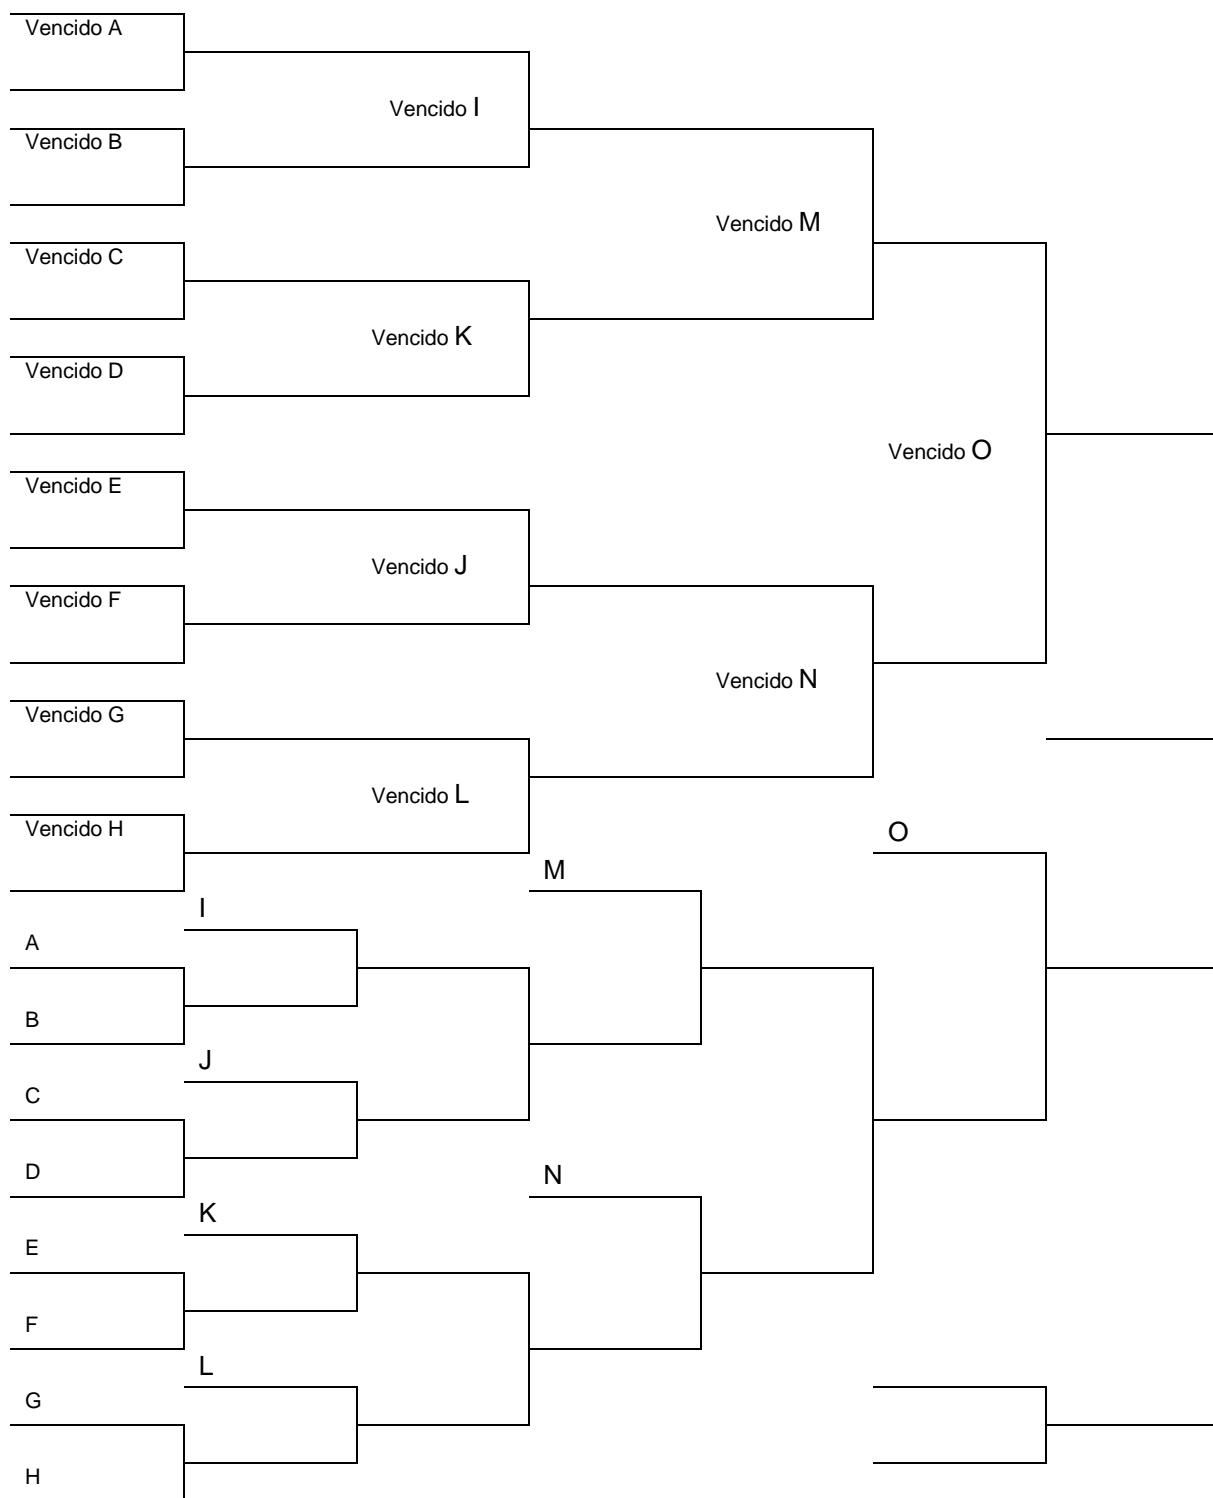 Vencido A
Vencido I
Vencido B
Vencido M
Vencido C
Vencido K
Vencido D
Vencido O
Vencido E
Vencido J
Vencido F
Vencido N
Vencido G
Vencido L
Vencido H
O
M
I
A
B
J
C
D
N
K
E
F
L
G
H